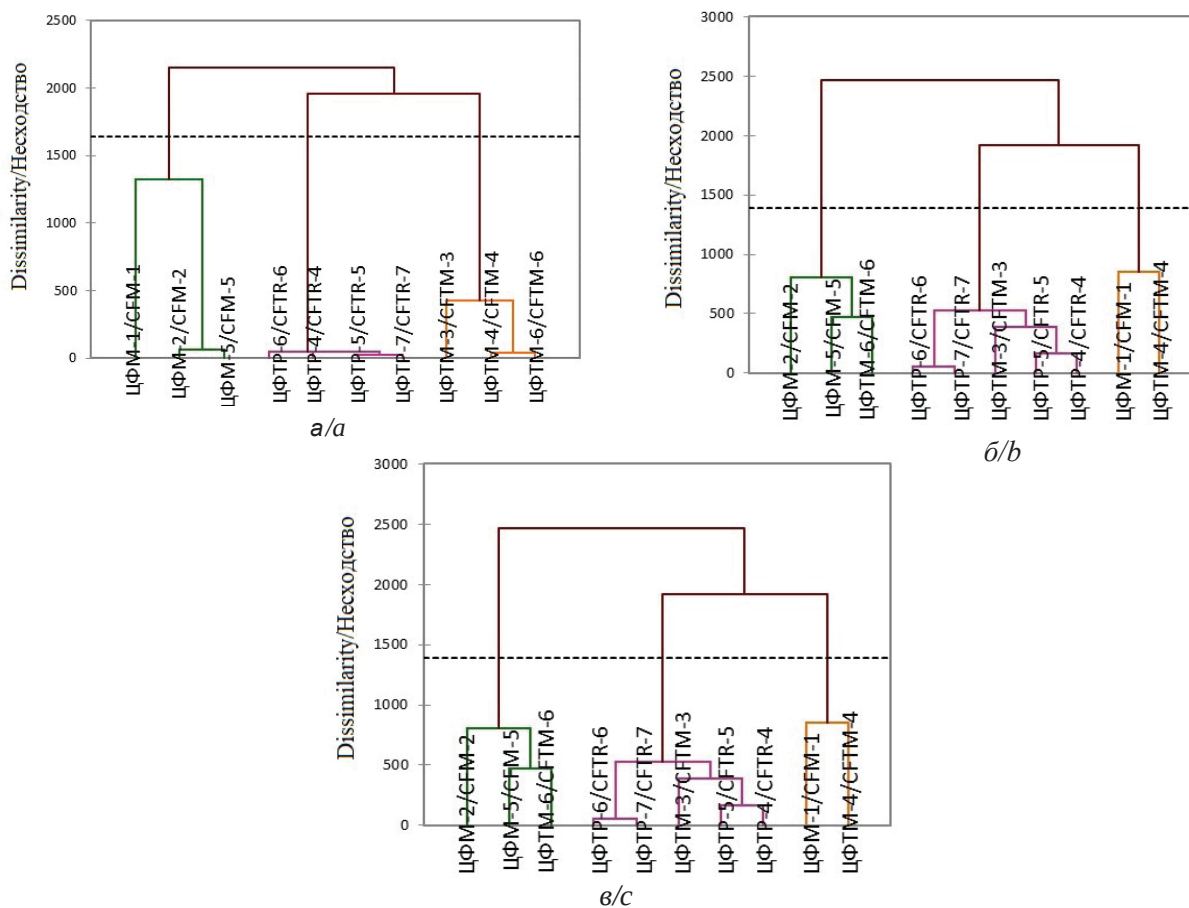 Dissimilarity/Несходство
2500
2000
1500
1000
500
0
ЦФМ-1/CFM-1
ЦФМ-2/CFM-2
ЦФМ-5/CFM-5
ЦФТР-6/CFTR-6
ЦФТР-4/CFTR-4
ЦФТР-5/CFTR-5
ЦФТР-7/CFTR-7
ЦФТМ-3/CFTM-3
ЦФТМ-4/CFTM-4
ЦФТМ-6/CFTM-6
а/a
Dissimilarity/Несходство
3000
2500
2000
1500
1000
500
0
ЦФМ-2/CFM-2
ЦФМ-5/CFM-5
ЦФТМ-6/CFTM-6
ЦФТР-6/CFTR-6
ЦФТР-7/CFTR-7
ЦФТМ-3/CFTM-3
ЦФТР-5/CFTR-5
ЦФТР-4/CFTR-4
ЦФМ-1/CFM-1
ЦФТМ-4/CFTM-4
б/b
Dissimilarity/Несходство
3000
2500
2000
1500
1000
500
0
ЦФМ-2/CFM-2
ЦФМ-5/CFM-5
ЦФТМ-6/CFTM-6
ЦФТР-6/CFTR-6
ЦФТР-7/CFTR-7
ЦФТМ-3/CFTM-3
ЦФТР-5/CFTR-5
ЦФТР-4/CFTR-4
ЦФМ-1/CFM-1
ЦФТМ-4/CFTM-4
в/c